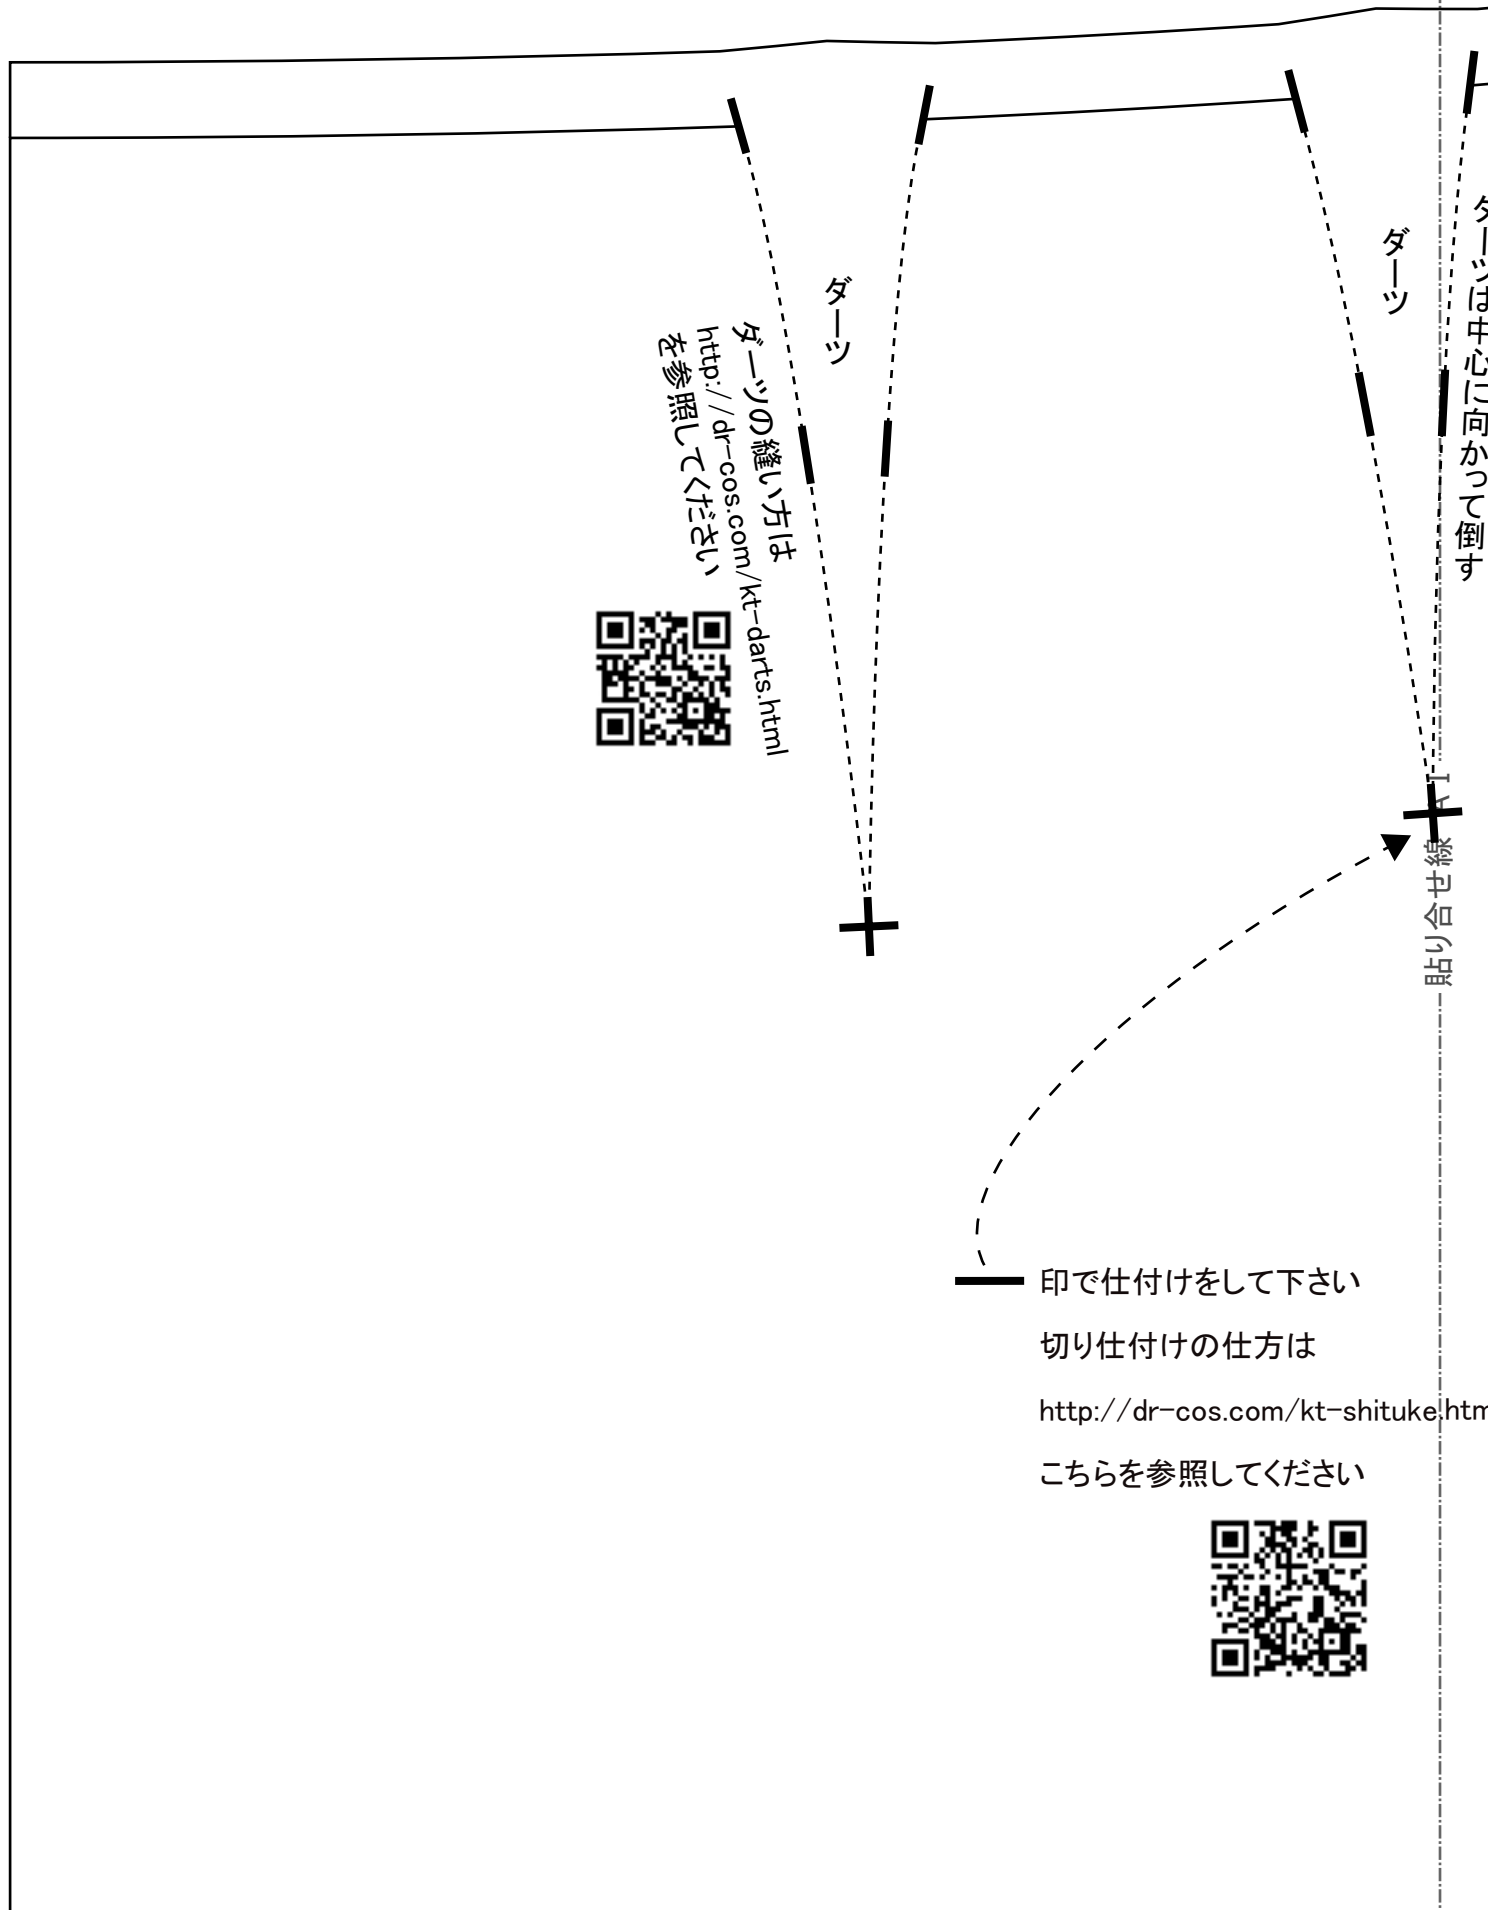 ダーツ
ダーツ
ダーツは中心に向かって倒す
ダーツの縫い方は
http://dr-cos.com/kt-darts.html
を参照してください
貼り合せ線 A 1
印で仕付けをして下さい
切り仕付けの仕方は
http://dr-cos.com/kt-shituke.htm
こちらを参照してください